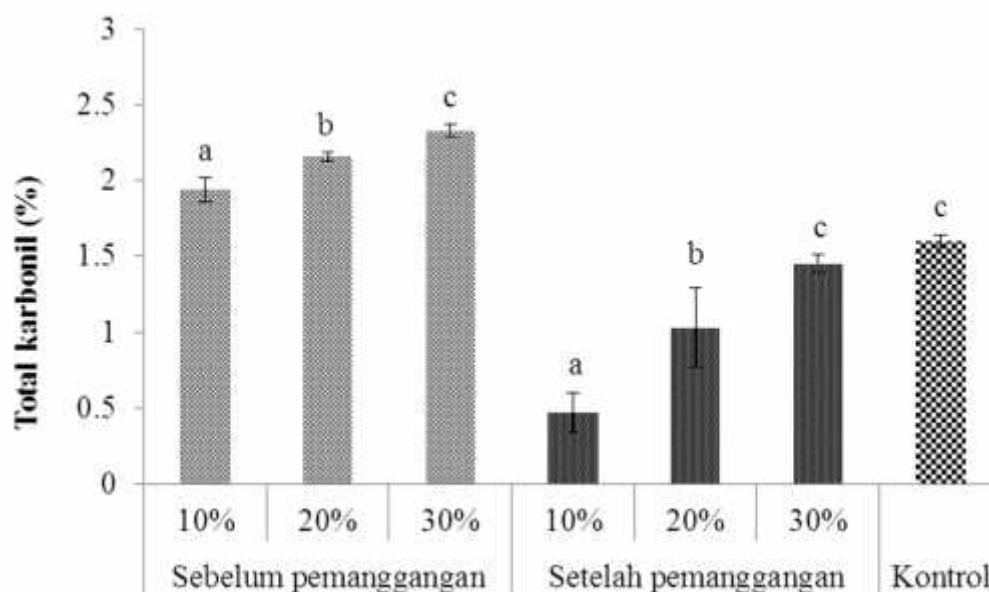 Total karbonil (%)
3
2.5
2
1.5
1
0.5
0
a
b
c
a
b
c
c
10% 20% 30% 10% 20% 30%
Sebelum pemanggangan Setelah pemanggangan Kontrol